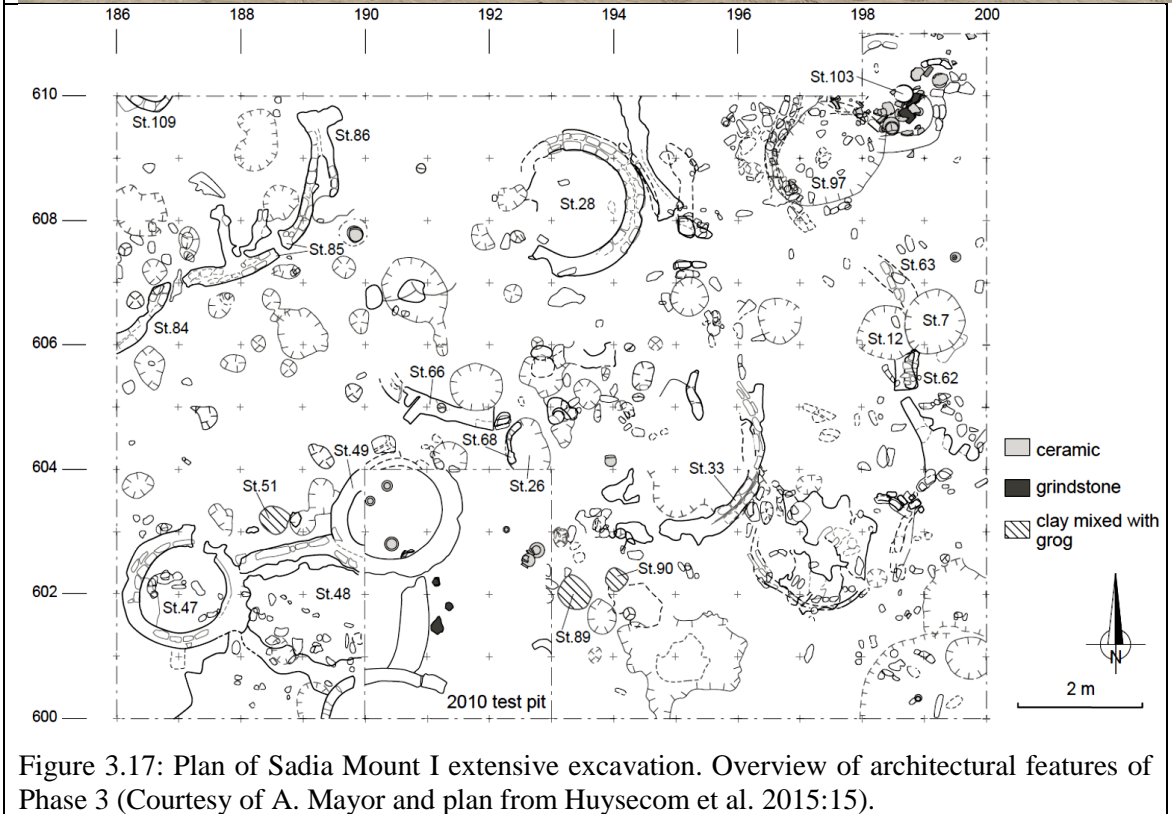 186 188 190 192 194 196 198 200
St.103
610
St.109
St.86
St.97
St.28
608
St.85
St.63
St.84
St.7
St.12
606
St.66
St.62
St.68
St.49
ceramic
604
St.33
St.51
St.26
grindstone
clay mixed with
grog
St.90
602
St.48
St.47
St.89
N
2 m
600
2010 test pit
Figure 3.17: Plan of Sadia Mount I extensive excavation. Overview of architectural features of
Phase 3 (Courtesy of A. Mayor and plan from Huysecom et al. 2015:15).